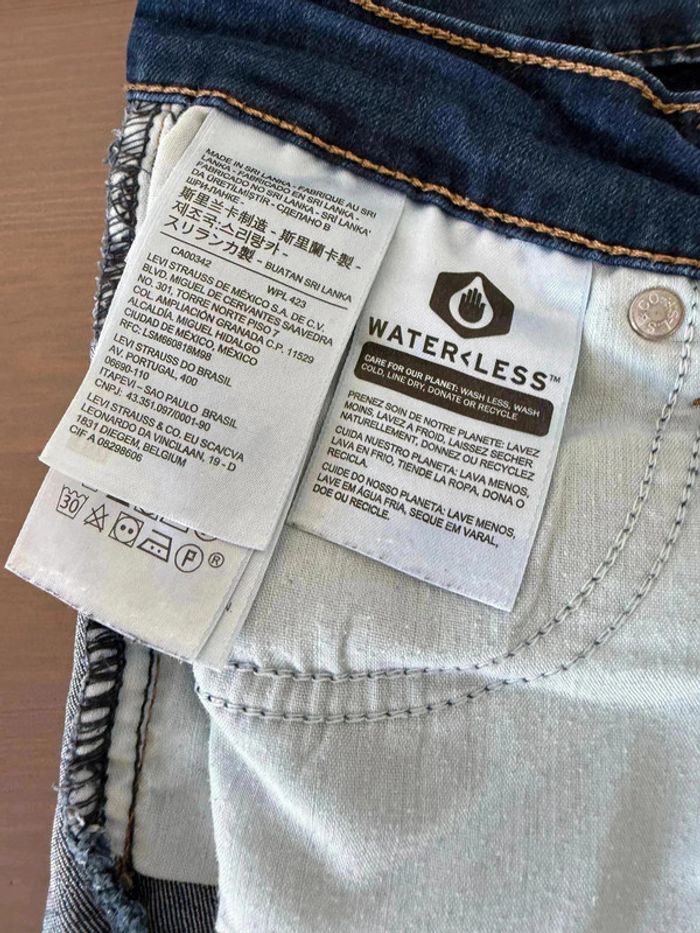 MADE IN SRI LANKA - FABRIQUE AU SRI
LANKA - FABRICADO EN SRI LANKA -
FABRICADO NO SRI LANKA - SRI LANKA'
DA ÜRETİLMİŞTİR - СДЕЛАНО В
ШРИ-ЛАНКЕ -
斯里兰卡制造 - 斯里蘭卡製 -
제조국:스리랑카 -
スリランカ製 - BUATAN SRI LANKA
CA00342 WPL 423
LEVI STRAUSS DE MÉXICO S.A. DE C.V.
BLVD. MIGUEL DE CERVANTES SAAVEDRA
NO. 301, TORRE NORTE PISO 7
COL. AMPLIACIÓN GRANADA C.P. 11529
ALCALDÍA MIGUEL HIDALGO
CIUDAD DE MÉXICO, MÉXICO
RFC: LSM660818M98
LEVI STRAUSS DO BRASIL
AV. PORTUGAL, 400
06690-110
ITAPEVI – SAO PAULO BRASIL
CNPJ: 43.351.097/0001-90
LEVI STRAUSS & CO. EU SCA/CVA
LEONARDO DA VINCILAAN, 19 - D
1831 DIEGEM, BELGIUM
CIF A 08298606
30 P ®
WATER<LESS™
CARE FOR OUR PLANET: WASH LESS, WASH
COLD, LINE DRY, DONATE OR RECYCLE
PRENEZ SOIN DE NOTRE PLANETE: LAVEZ
MOINS, LAVEZ A FROID, LAISSEZ SECHER
NATURELLEMENT, DONNEZ OU RECYCLEZ
CUIDA NUESTRO PLANETA: LAVA MENOS,
LAVA EN FRIO, TIENDE LA ROPA, DONA O
RECICLA.
CUIDE DO NOSSO PLANETA: LAVE MENOS,
LAVE EM ÁGUA FRIA, SEQUE EM VARAL,
DOE OU RECICLE.